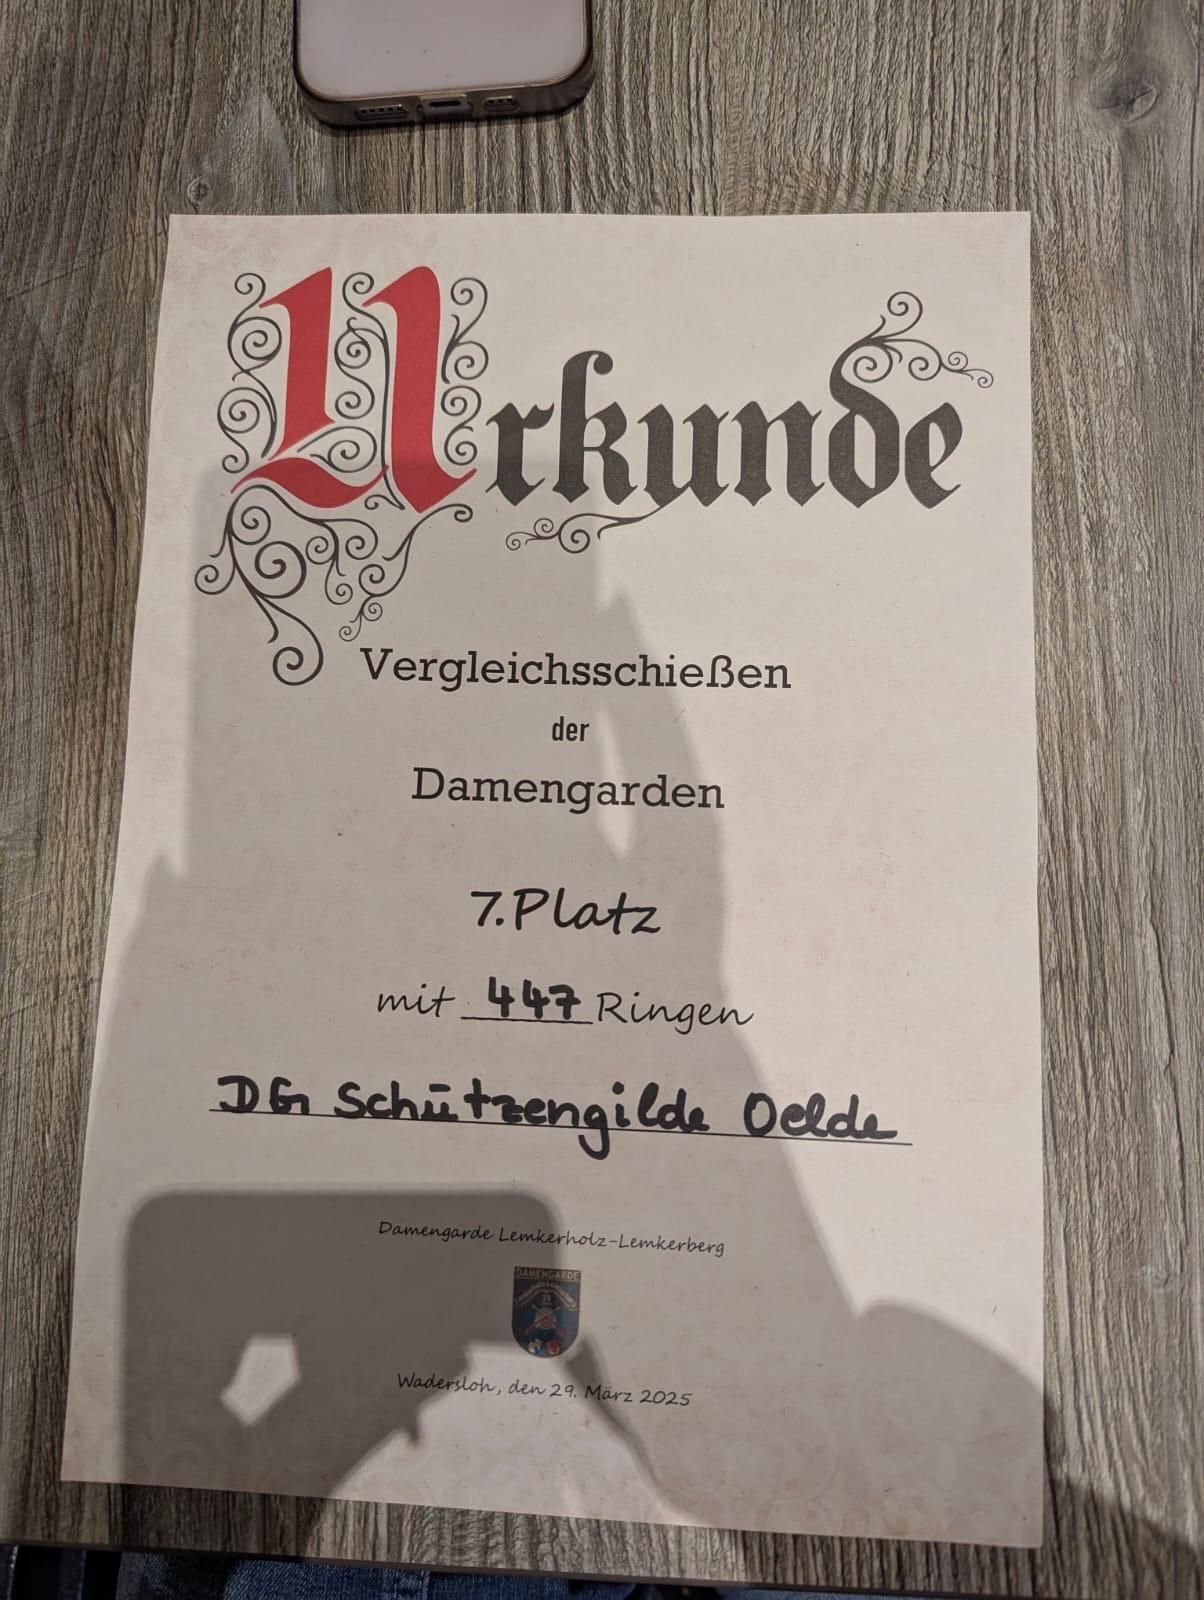 Urkunde
Vergleichsschießen
der
Damengarden
7. Platz
mit 447 Ringen
DG Schützengilde Oelde
Damengarde Lemkerholz-Lemkerberg
DAMENGARDE
Wadersloh, den 29. März 2025